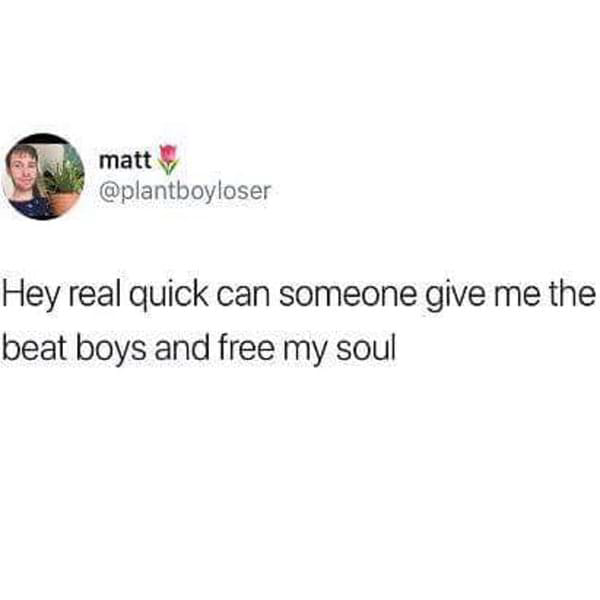 matt🌷
@plantboyloser
Hey real quick can someone give me the
beat boys and free my soul